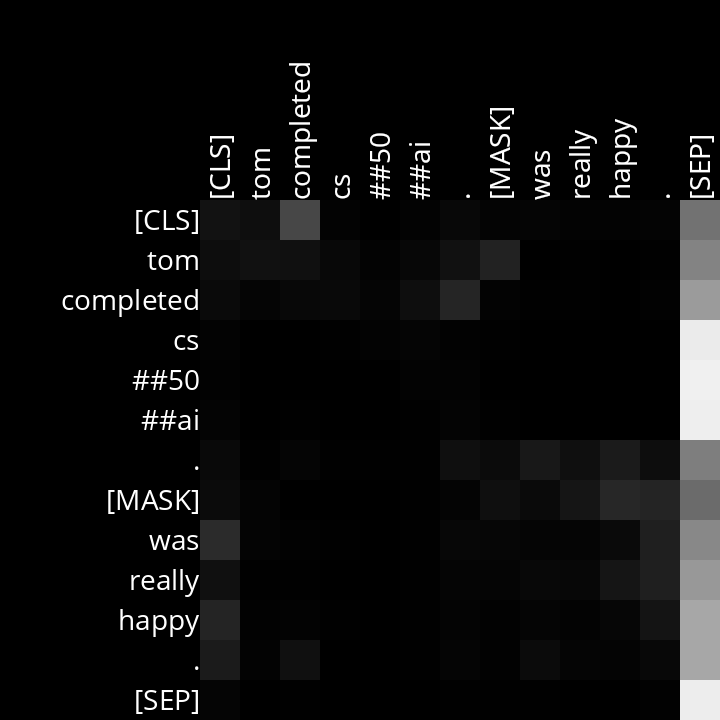 [CLS]
tom
completed
cs
##50
##ai
.
[MASK]
was
really
happy
.
[SEP]
[CLS]
tom
completed
cs
##50
##ai
.
[MASK]
was
really
happy
.
[SEP]